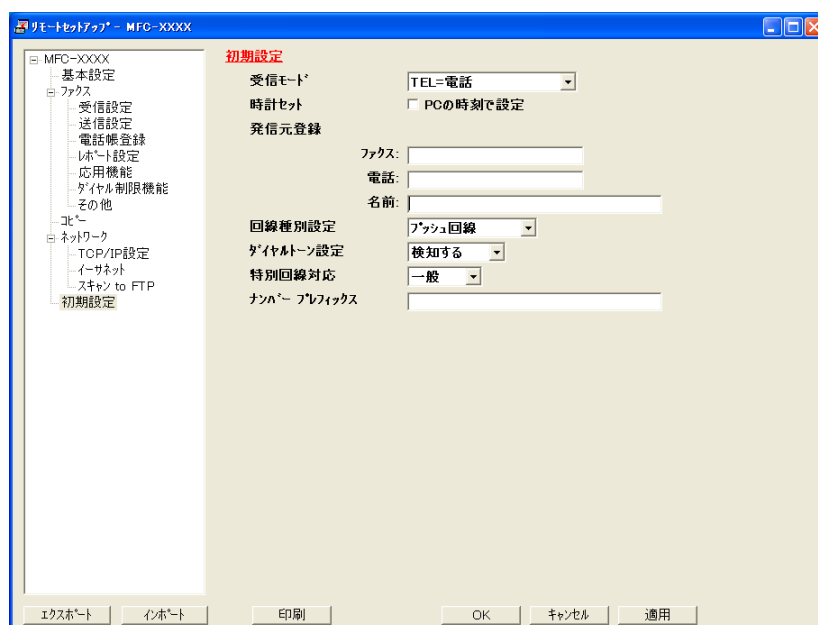 ﾘﾓｰﾄｾｯﾄｱｯﾌﾟ - MFC-XXXX
MFC-XXXX
基本設定
ﾌｧｸｽ
受信設定
送信設定
電話帳登録
ﾚﾎﾟｰﾄ設定
応用機能
ﾀﾞｲﾔﾙ制限機能
その他
ｺﾋﾟｰ
ﾈｯﾄﾜｰｸ
TCP/IP設定
ｲｰｻﾈｯﾄ
ｽｷｬﾝ to FTP
初期設定
初期設定
受信ﾓｰﾄﾞ TEL=電話
時計ｾｯﾄ PCの時刻で設定
発信元登録
ﾌｧｸｽ:
電話:
名前:
回線種別設定 ﾌﾟｯｼｭ回線
ﾀﾞｲﾔﾙﾄｰﾝ設定 検知する
特別回線対応 一般
ﾅﾝﾊﾞｰ ﾌﾟﾚﾌｨｯｸｽ
ｴｸｽﾎﾟｰﾄ ｲﾝﾎﾟｰﾄ 印刷 OK ｷｬﾝｾﾙ 適用